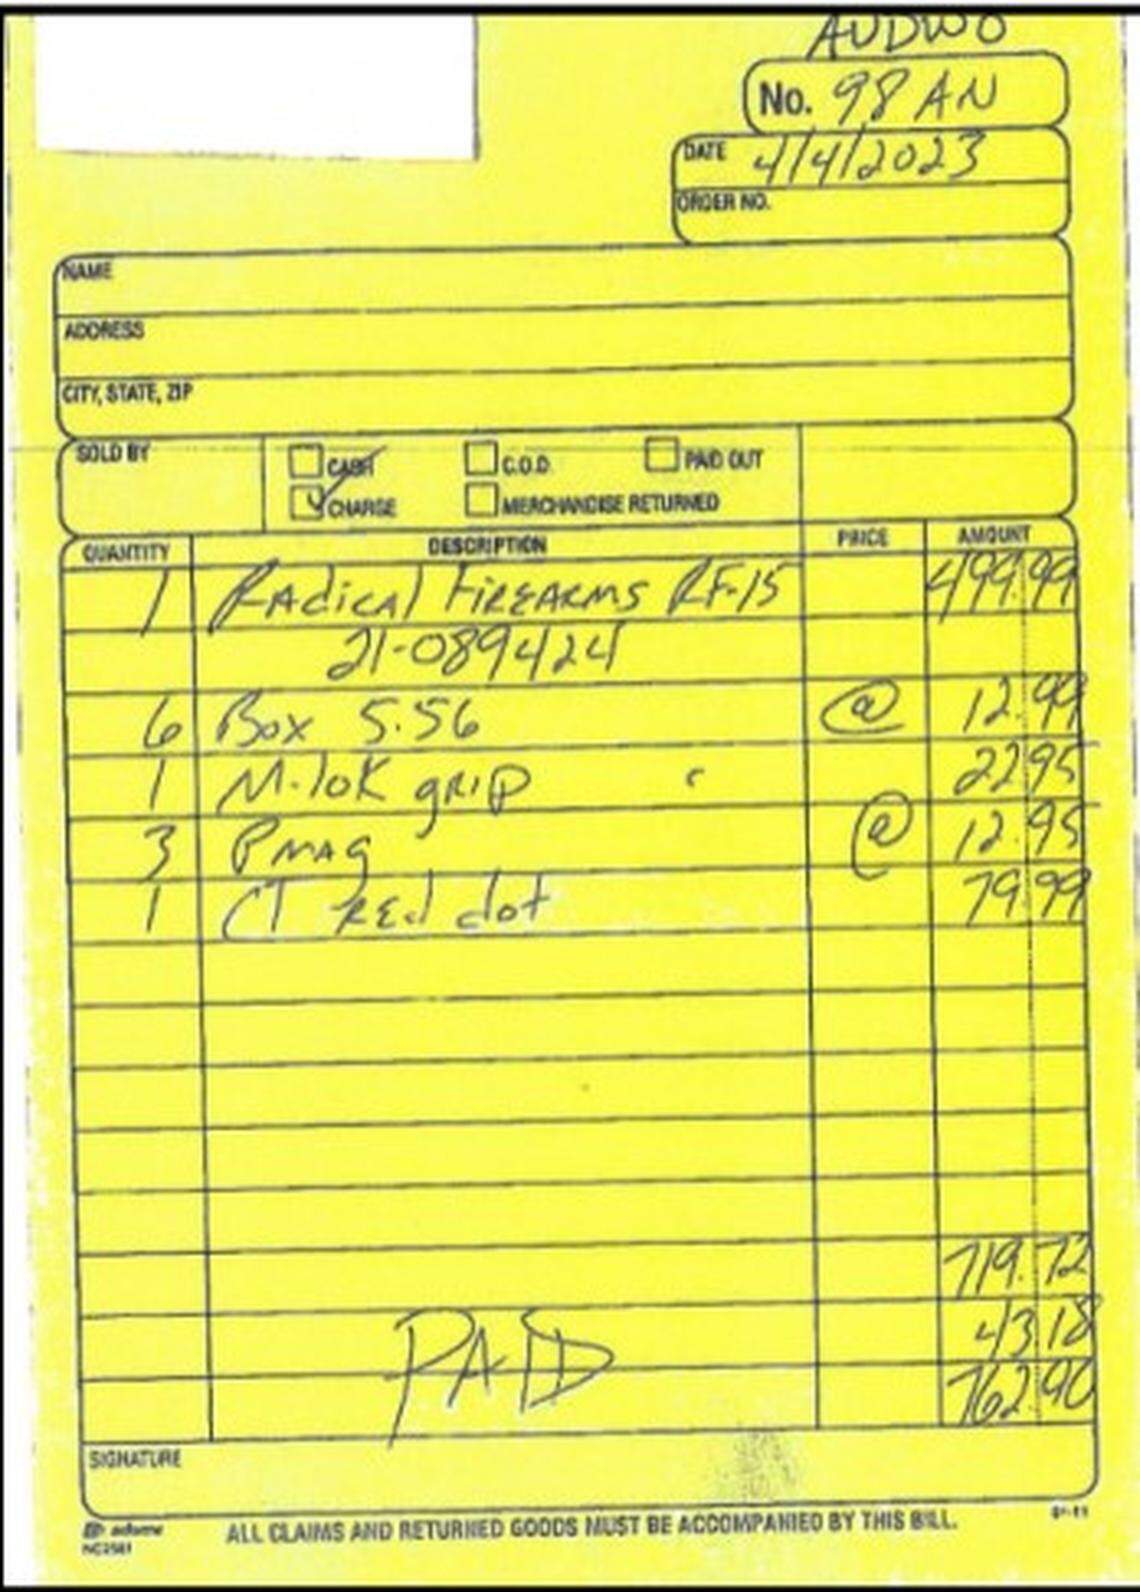 AUDWO
No. 98 AN
DATE 4/4/2023
ORDER NO.
NAME
ADDRESS
CITY, STATE, ZIP
SOLD BY CASH C.O.D. PAID OUT
CHARGE MERCHANDISE RETURNED
QUANTITY DESCRIPTION PRICE AMOUNT
1 Radical Firearms RF-15 499.99
21-089424
6 Box 5.56 @ 12.99
1 M-lok grip 22 95
3 Pmag @ 12.95
1 CT red dot 79.99
719.72
43 18
PAID 762.90
SIGNATURE
adams
NC2581
ALL CLAIMS AND RETURNED GOODS MUST BE ACCOMPANIED BY THIS BILL.
01-11